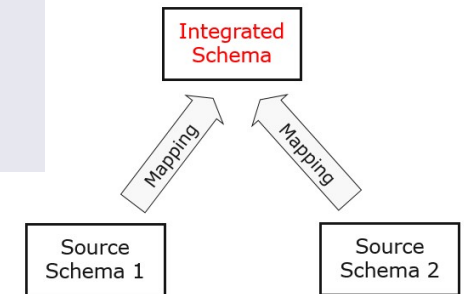 Integrated
Schema
Mapping
Mapping
Source
Schema 1
Source
Schema 2